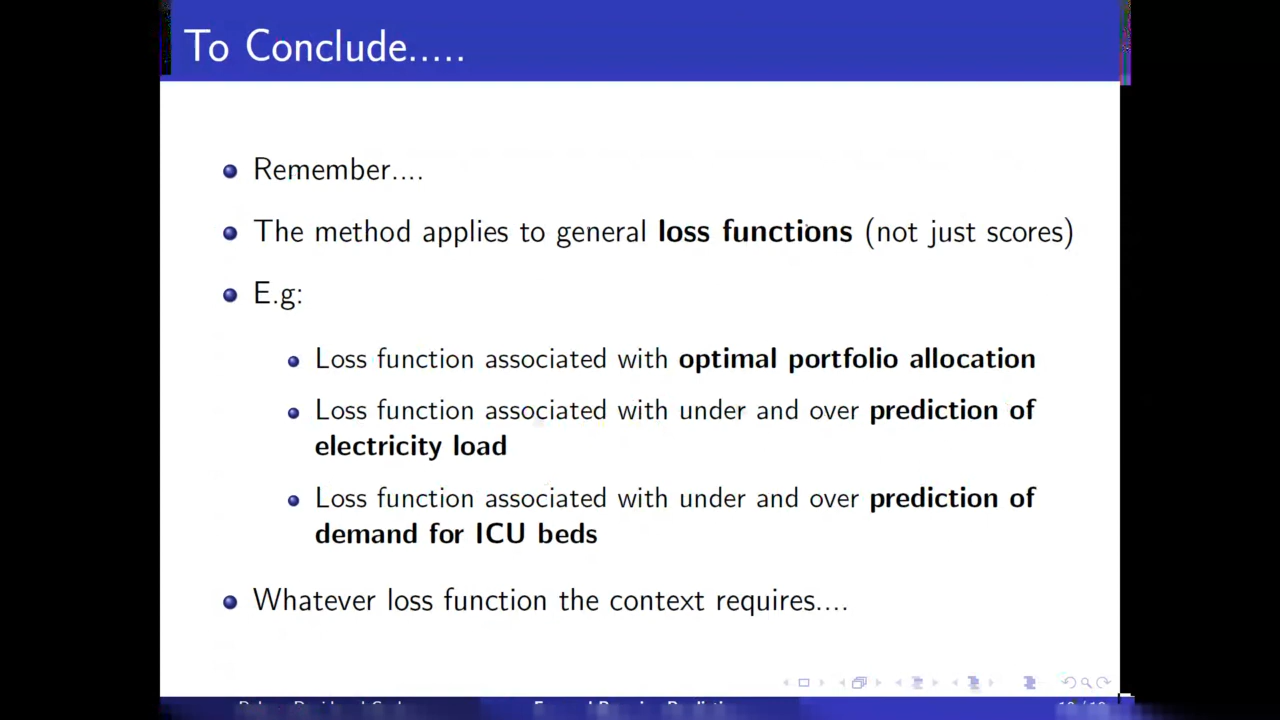 To Conclude.....
Remember....
The method applies to general loss functions (not just scores)
E.g:
Loss function associated with optimal portfolio allocation
Loss function associated with under and over prediction of
electricity load
Loss function associated with under and over prediction of
demand for ICU beds
Whatever loss function the context requires....